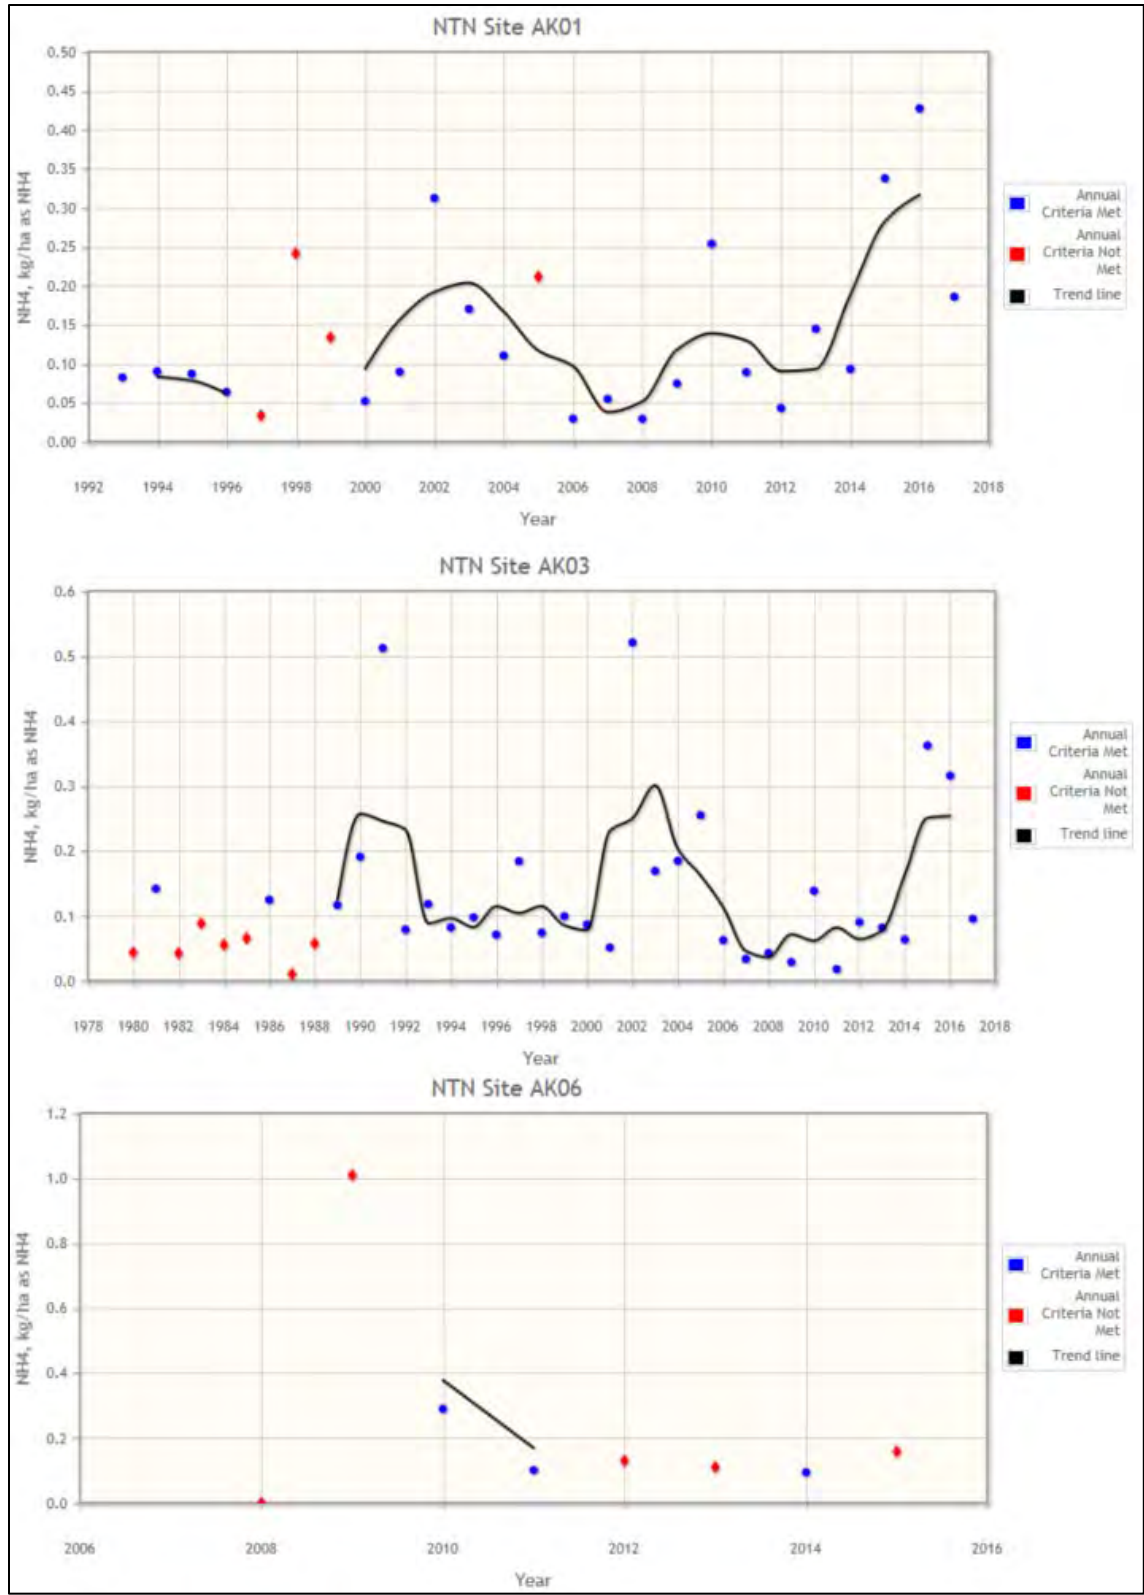 NTN Site AK01
0.50
0.45
0.40
0.35
0.30
0.25
0.20
0.15
0.10
0.05
0.00
NH4, kg/ha as NH4
1992 1994 1996 1998 2000 2002 2004 2006 2008 2010 2012 2014 2016 2018
Year
Annual
Criteria Met
Annual
Criteria Not
Met
Trend line
NTN Site AK03
0.6
0.5
0.4
0.3
0.2
0.1
0.0
NH4, kg/ha as NH4
1978 1980 1982 1984 1986 1988 1990 1992 1994 1996 1998 2000 2002 2004 2006 2008 2010 2012 2014 2016 2018
Year
Annual
Criteria Met
Annual
Criteria Not
Met
Trend line
NTN Site AK06
1.2
1.0
0.8
0.6
0.4
0.2
0.0
NH4, kg/ha as NH4
2006 2008 2010 2012 2014 2016
Year
Annual
Criteria Met
Annual
Criteria Not
Met
Trend line